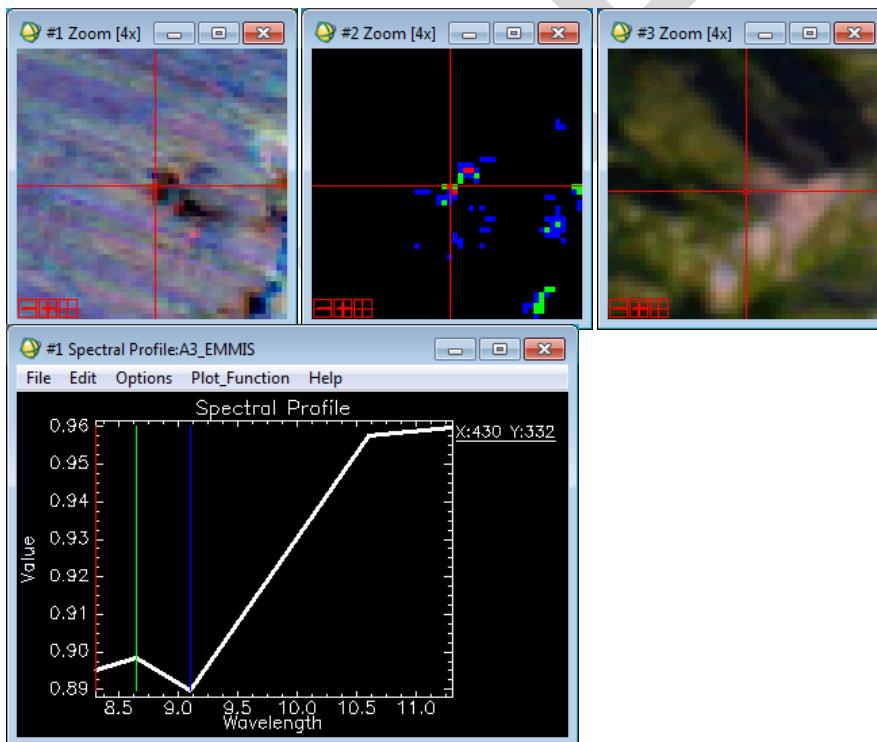 #1 Zoom [4x]
#2 Zoom [4x]
#3 Zoom [4x]
#1 Spectral Profile:A3_EMMIS
File Edit Options Plot_Function Help
Spectral Profile
X:430 Y:332
0.96
0.95
0.94
0.93
0.92
0.91
0.90
0.89
Value
8.5 9.0 9.5 10.0 10.5 11.0
Wavelength